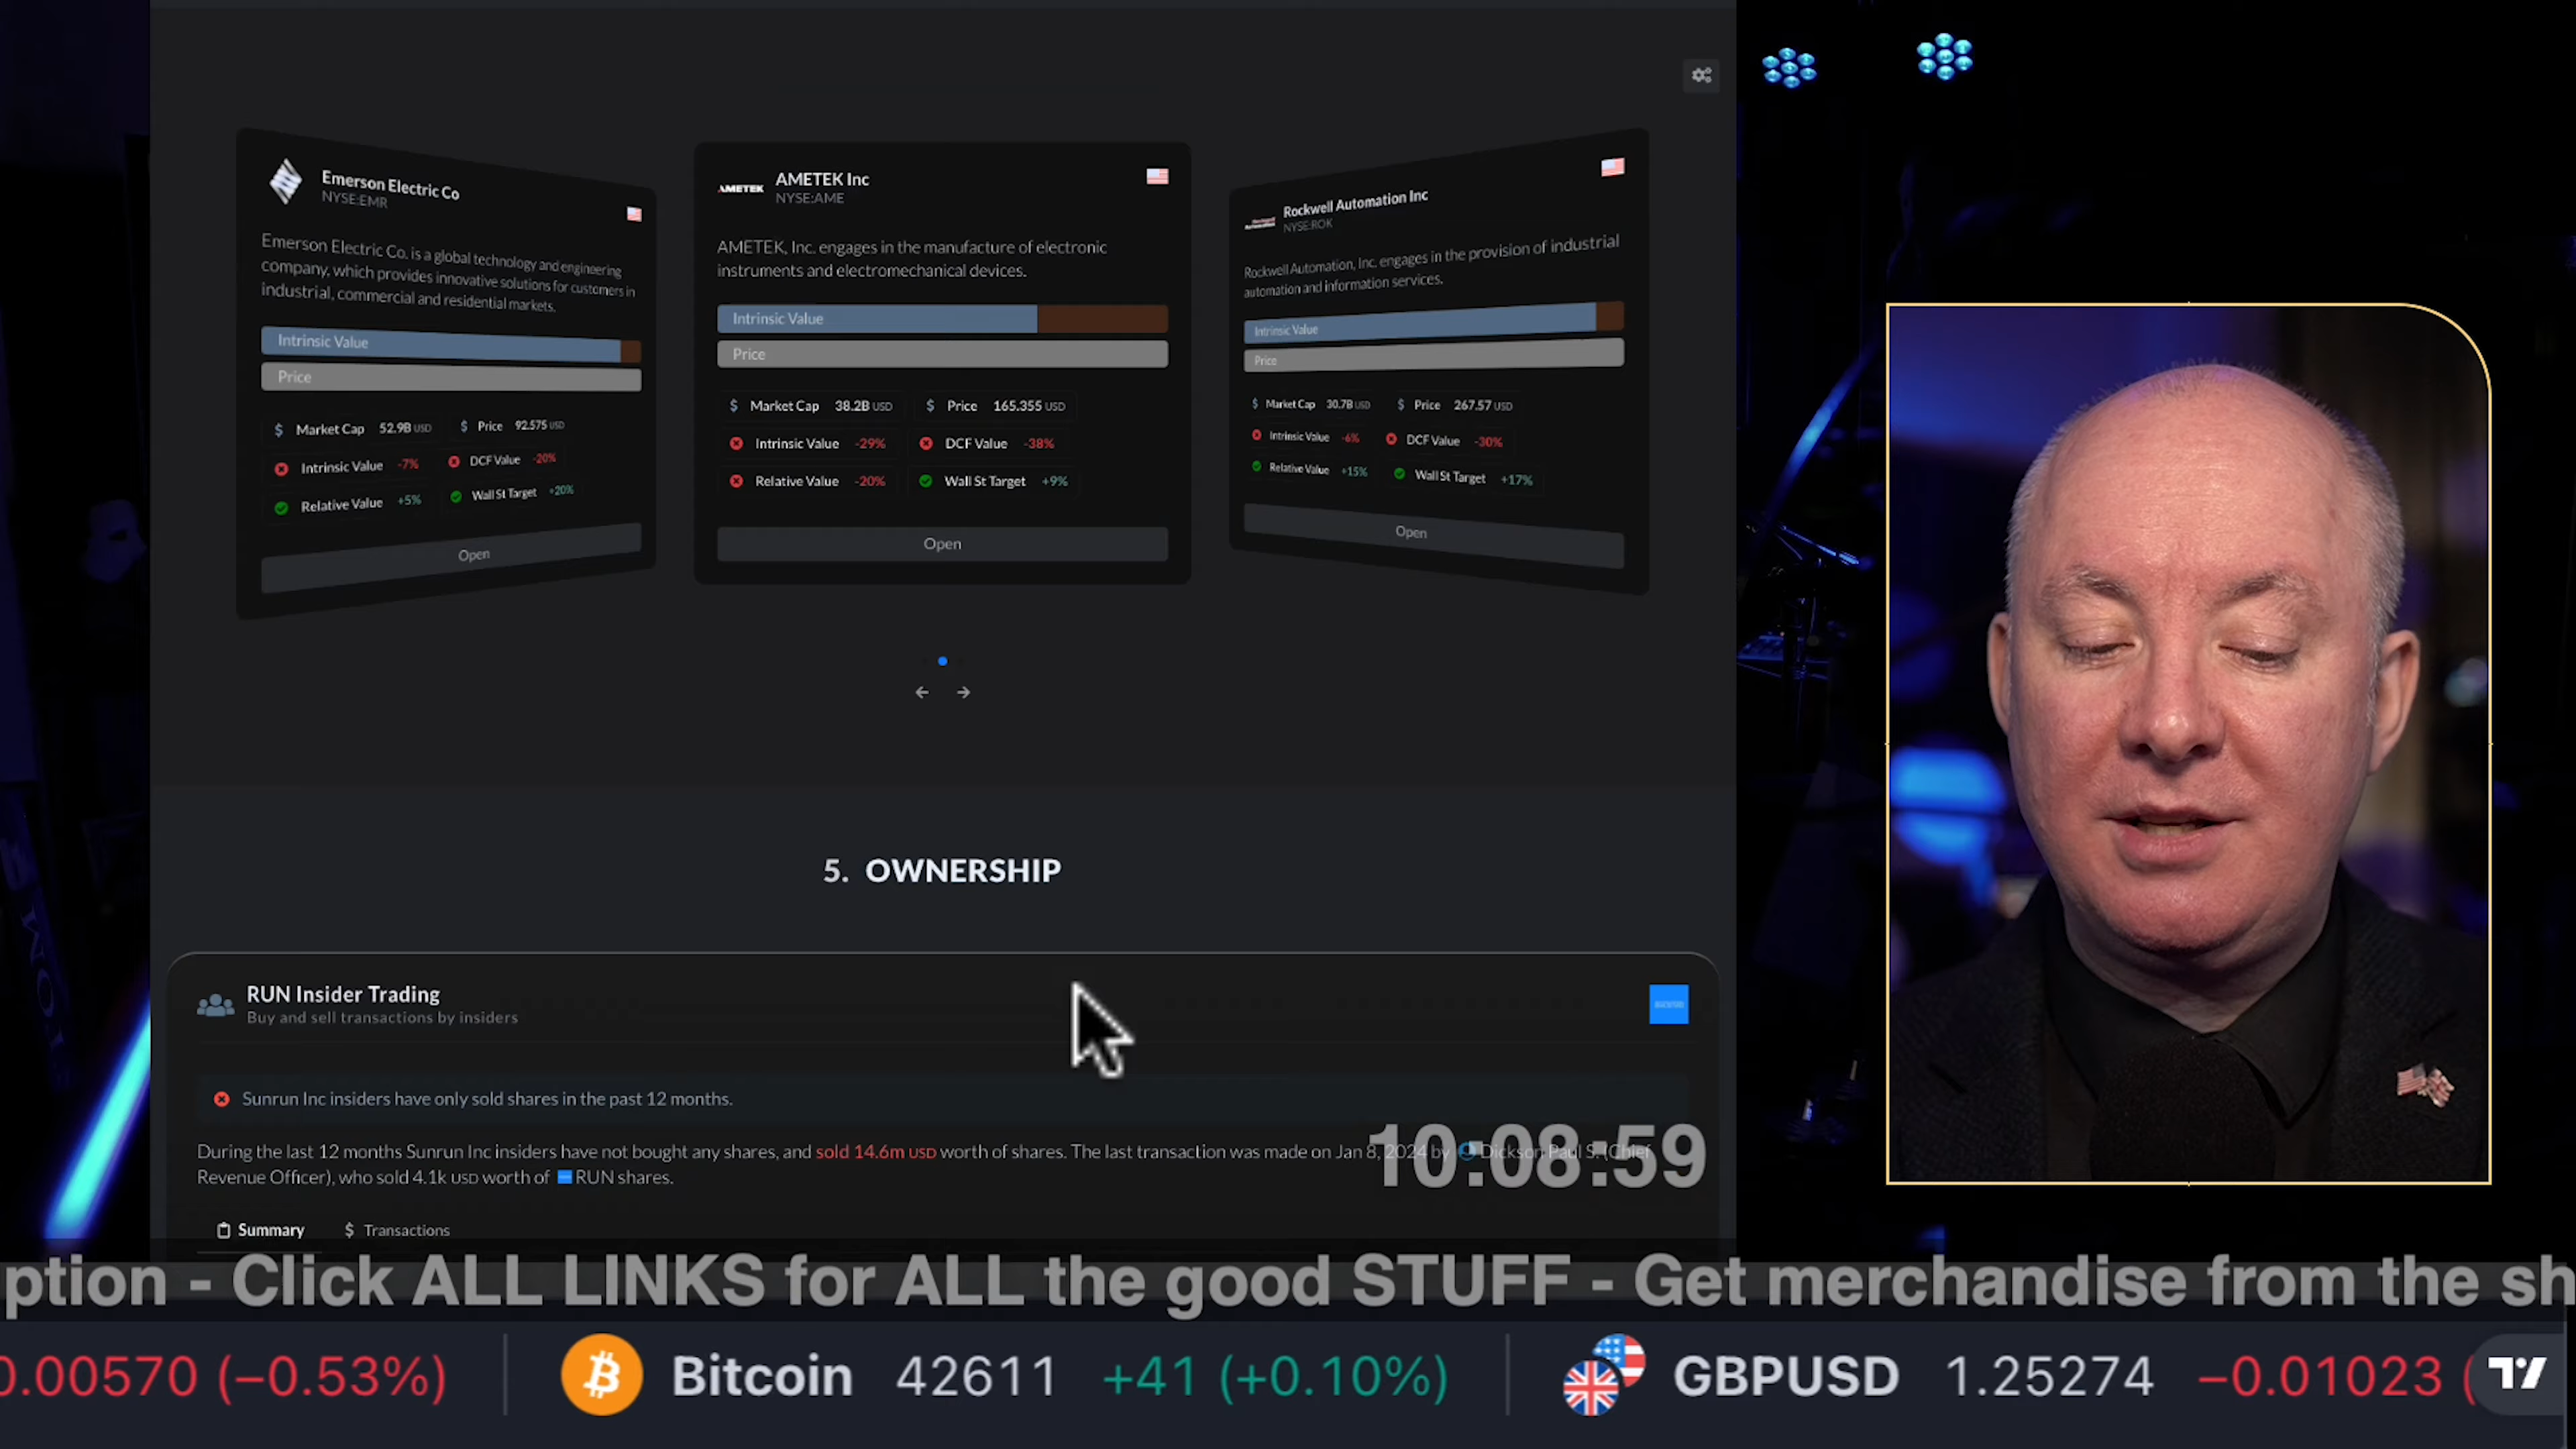 Emerson Electric Co
NYSE:EMR
Emerson Electric Co. is a global technology and engineering
company, which provides innovative solutions for customers in
industrial, commercial and residential markets.
Intrinsic Value
Price
$ Market Cap 52.9B USD $ Price 92.575 USD
Intrinsic Value -7% DCF Value -20%
Relative Value +5% Wall St Target +20%
Open
AMETEK
AMETEK Inc
NYSE:AME
AMETEK, Inc. engages in the manufacture of electronic
instruments and electromechanical devices.
Intrinsic Value
Price
$ Market Cap 38.2B USD $ Price 165.355 USD
Intrinsic Value -29% DCF Value -38%
Relative Value -20% Wall St Target +9%
Open
Rockwell Automation Inc
NYSE:ROK
Rockwell Automation, Inc. engages in the provision of industrial
automation and information services.
Intrinsic Value
Price
$ Market Cap 30.7B USD $ Price 267.57 USD
Intrinsic Value -6% DCF Value -30%
Relative Value +15% Wall St Target +17%
Open
5. OWNERSHIP
RUN Insider Trading
Buy and sell transactions by insiders
Sunrun Inc insiders have only sold shares in the past 12 months.
During the last 12 months Sunrun Inc insiders have not bought any shares, and sold 14.6m USD worth of shares. The last transaction was made on Jan 8, 2024 by Dickson Paul S. (Chief
Revenue Officer), who sold 4.1k USD worth of RUN shares.
10:08:59
Summary $ Transactions
ption - Click ALL LINKS for ALL the good STUFF - Get merchandise from the sh
0.00570 (−0.53%) Bitcoin 42611 +41 (+0.10%) GBPUSD 1.25274 −0.01023 (